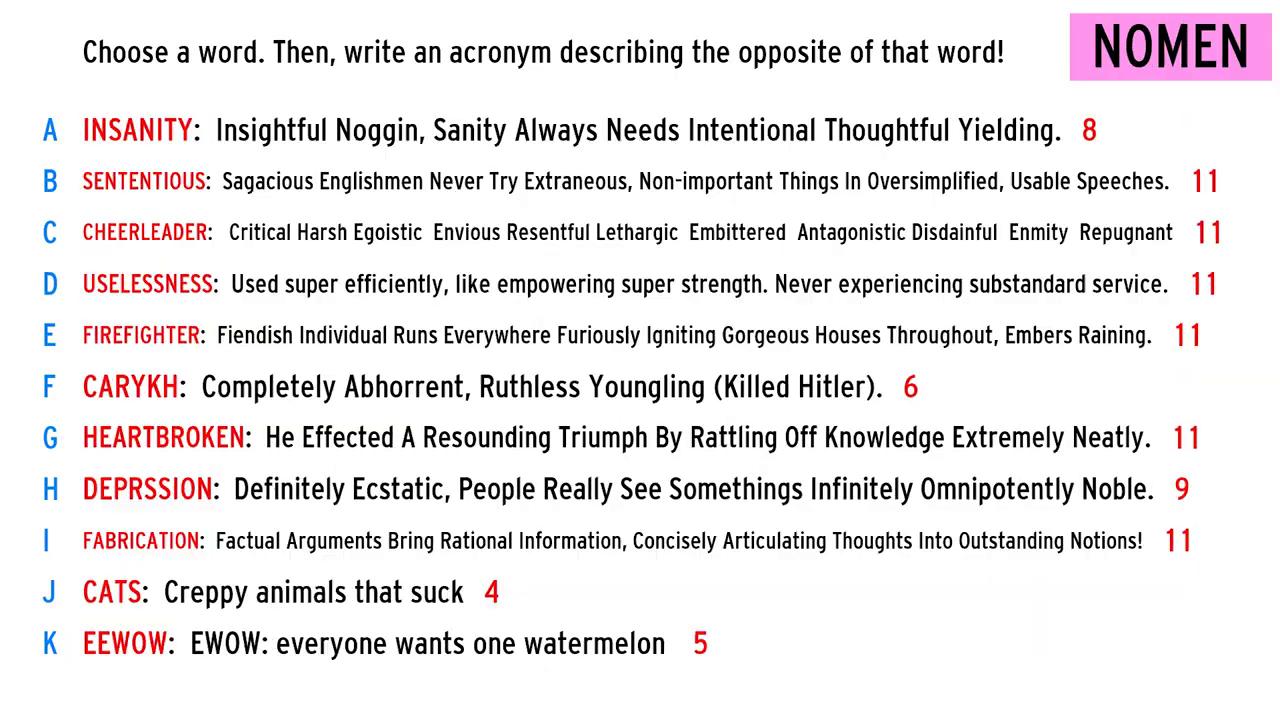 Choose a word. Then, write an acronym describing the opposite of that word!
NOMEN
A INSANITY: Insightful Noggin, Sanity Always Needs Intentional Thoughtful Yielding. 8
B SENTENTIOUS: Sagacious Englishmen Never Try Extraneous, Non-important Things In Oversimplified, Usable Speeches. 11
C CHEERLEADER: Critical Harsh Egoistic Envious Resentful Lethargic Embittered Antagonistic Disdainful Enmity Repugnant 11
D USELESSNESS: Used super efficiently, like empowering super strength. Never experiencing substandard service. 11
E FIREFIGHTER: Fiendish Individual Runs Everywhere Furiously Igniting Gorgeous Houses Throughout, Embers Raining. 11
F CARYKH: Completely Abhorrent, Ruthless Youngling (Killed Hitler). 6
G HEARTBROKEN: He Effected A Resounding Triumph By Rattling Off Knowledge Extremely Neatly. 11
H DEPRSSION: Definitely Ecstatic, People Really See Somethings Infinitely Omnipotently Noble. 9
I FABRICATION: Factual Arguments Bring Rational Information, Concisely Articulating Thoughts Into Outstanding Notions! 11
J CATS: Creppy animals that suck 4
K EEWOW: EWOW: everyone wants one watermelon 5